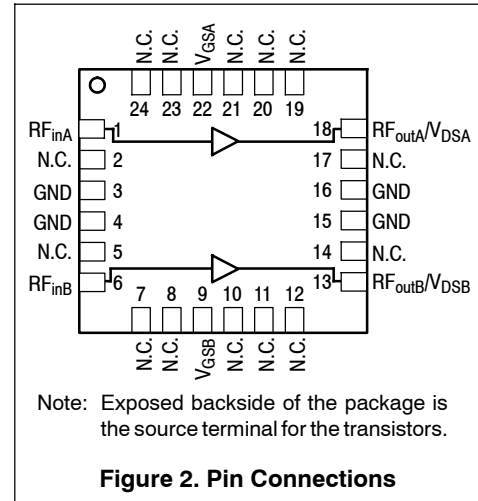 N.C. N.C. VGSA N.C. N.C. N.C.
24 23 22 21 20 19
RFinA 1 18 RFoutA/VDSA
N.C. 2 17 N.C.
GND 3 16 GND
GND 4 15 GND
N.C. 5 14 N.C.
RFinB 6 13 RFoutB/VDSB
7 8 9 10 11 12
N.C. N.C. VGSB N.C. N.C. N.C.
Note: Exposed backside of the package is
the source terminal for the transistors.
Figure 2. Pin Connections